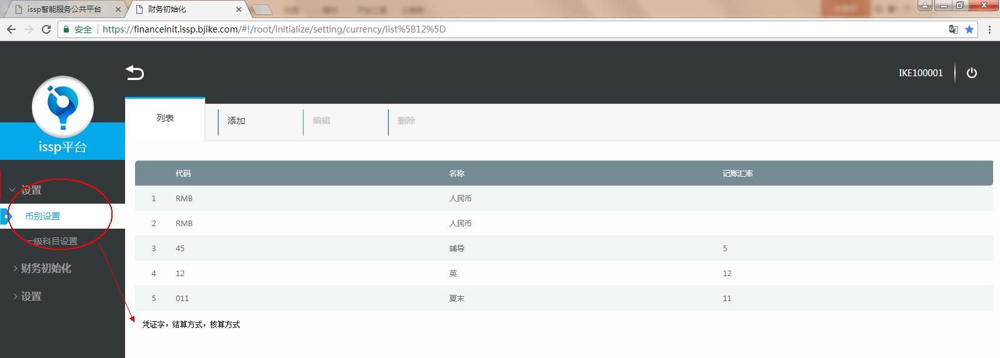 issp智能服务公共平台
财务初始化
安全 https://financeinit.issp.bjike.com/#!/root/initialize/setting/currency/list%5B12%5D
IKE100001
列表 添加 编辑 删除
issp平台
设置
币别设置
一级科目设置
财务初始化
设置
代码 名称 记账汇率
1 RMB 人民币
2 RMB 人民币
3 45 辅导 5
4 12 英 12
5 011 夏末 11
凭证字，结算方式，核算方式